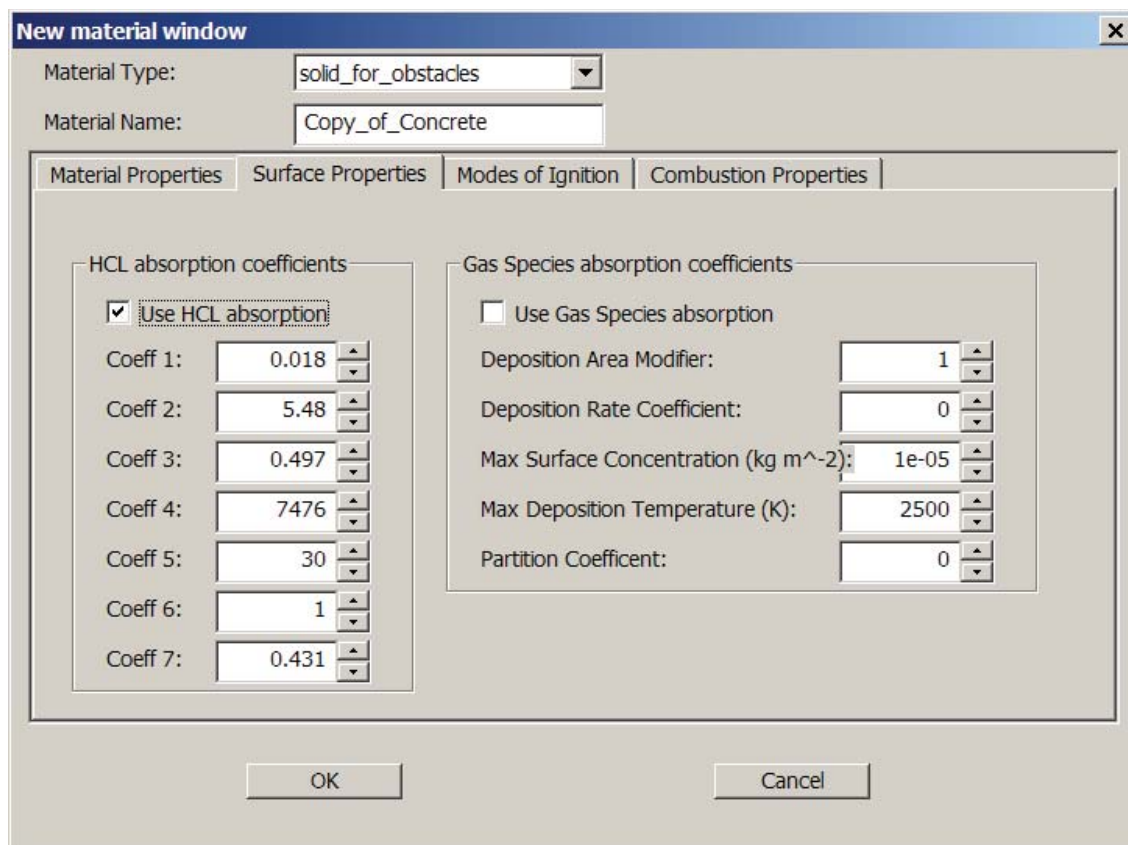 New material window
Material Type: solid_for_obstacles
Material Name: Copy_of_Concrete
Material Properties Surface Properties Modes of Ignition Combustion Properties
HCL absorption coefficients
Use HCL absorption
Coeff 1: 0.018
Coeff 2: 5.48
Coeff 3: 0.497
Coeff 4: 7476
Coeff 5: 30
Coeff 6: 1
Coeff 7: 0.431
Gas Species absorption coefficients
Use Gas Species absorption
Deposition Area Modifier: 1
Deposition Rate Coefficient: 0
Max Surface Concentration (kg m^-2): 1e-05
Max Deposition Temperature (K): 2500
Partition Coefficent: 0
OK Cancel